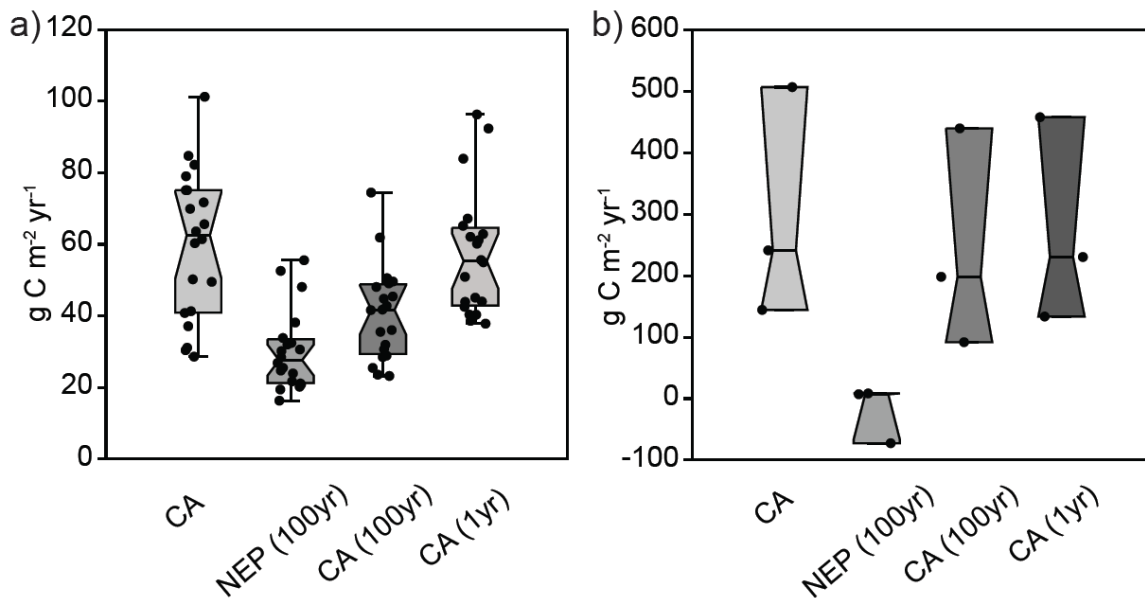 a)
120
100
80
60
40
20
0
g C m⁻² yr⁻¹
CA
NEP (100yr)
CA (100yr)
CA (1yr)
b)
600
500
400
300
200
100
0
-100
g C m⁻² yr⁻¹
CA
NEP (100yr)
CA (100yr)
CA (1yr)